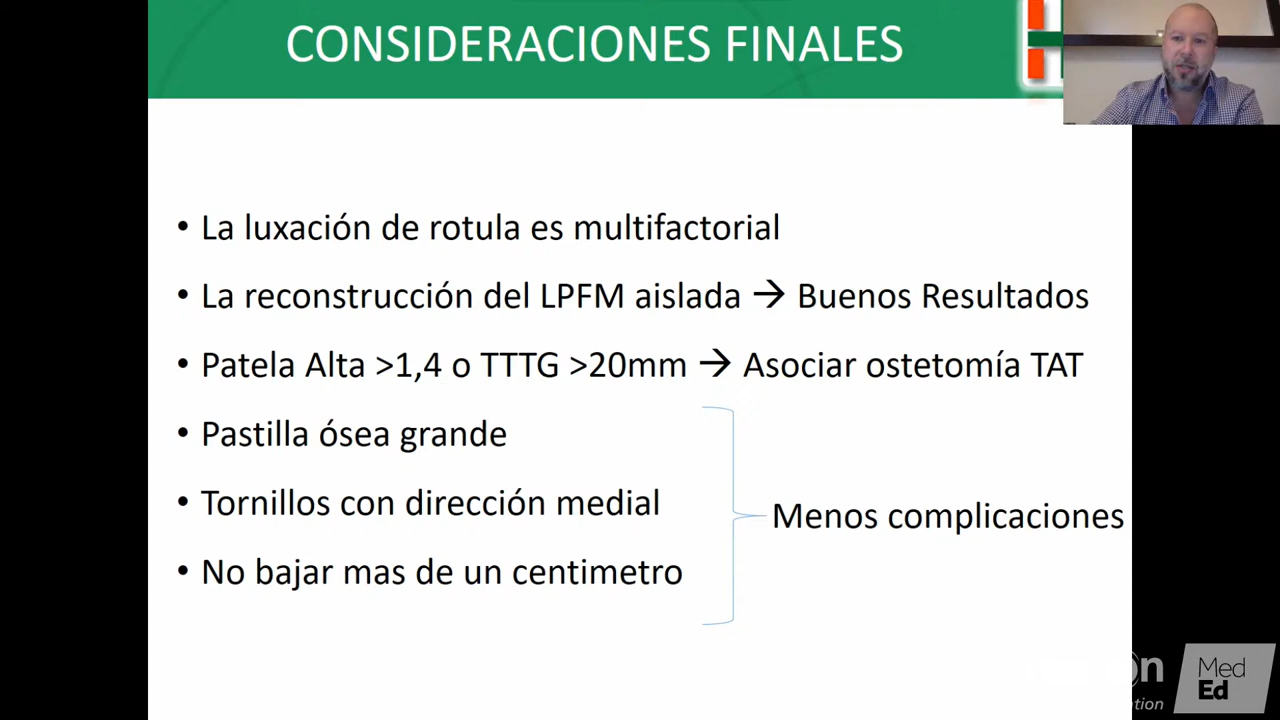 CONSIDERACIONES FINALES
• La luxación de rotula es multifactorial
• La reconstrucción del LPFM aislada → Buenos Resultados
• Patela Alta >1,4 o TTTG >20mm → Asociar ostetomía TAT
• Pastilla ósea grande
• Tornillos con dirección medial
Menos complicaciones
• No bajar mas de un centimetro
Med
Ed